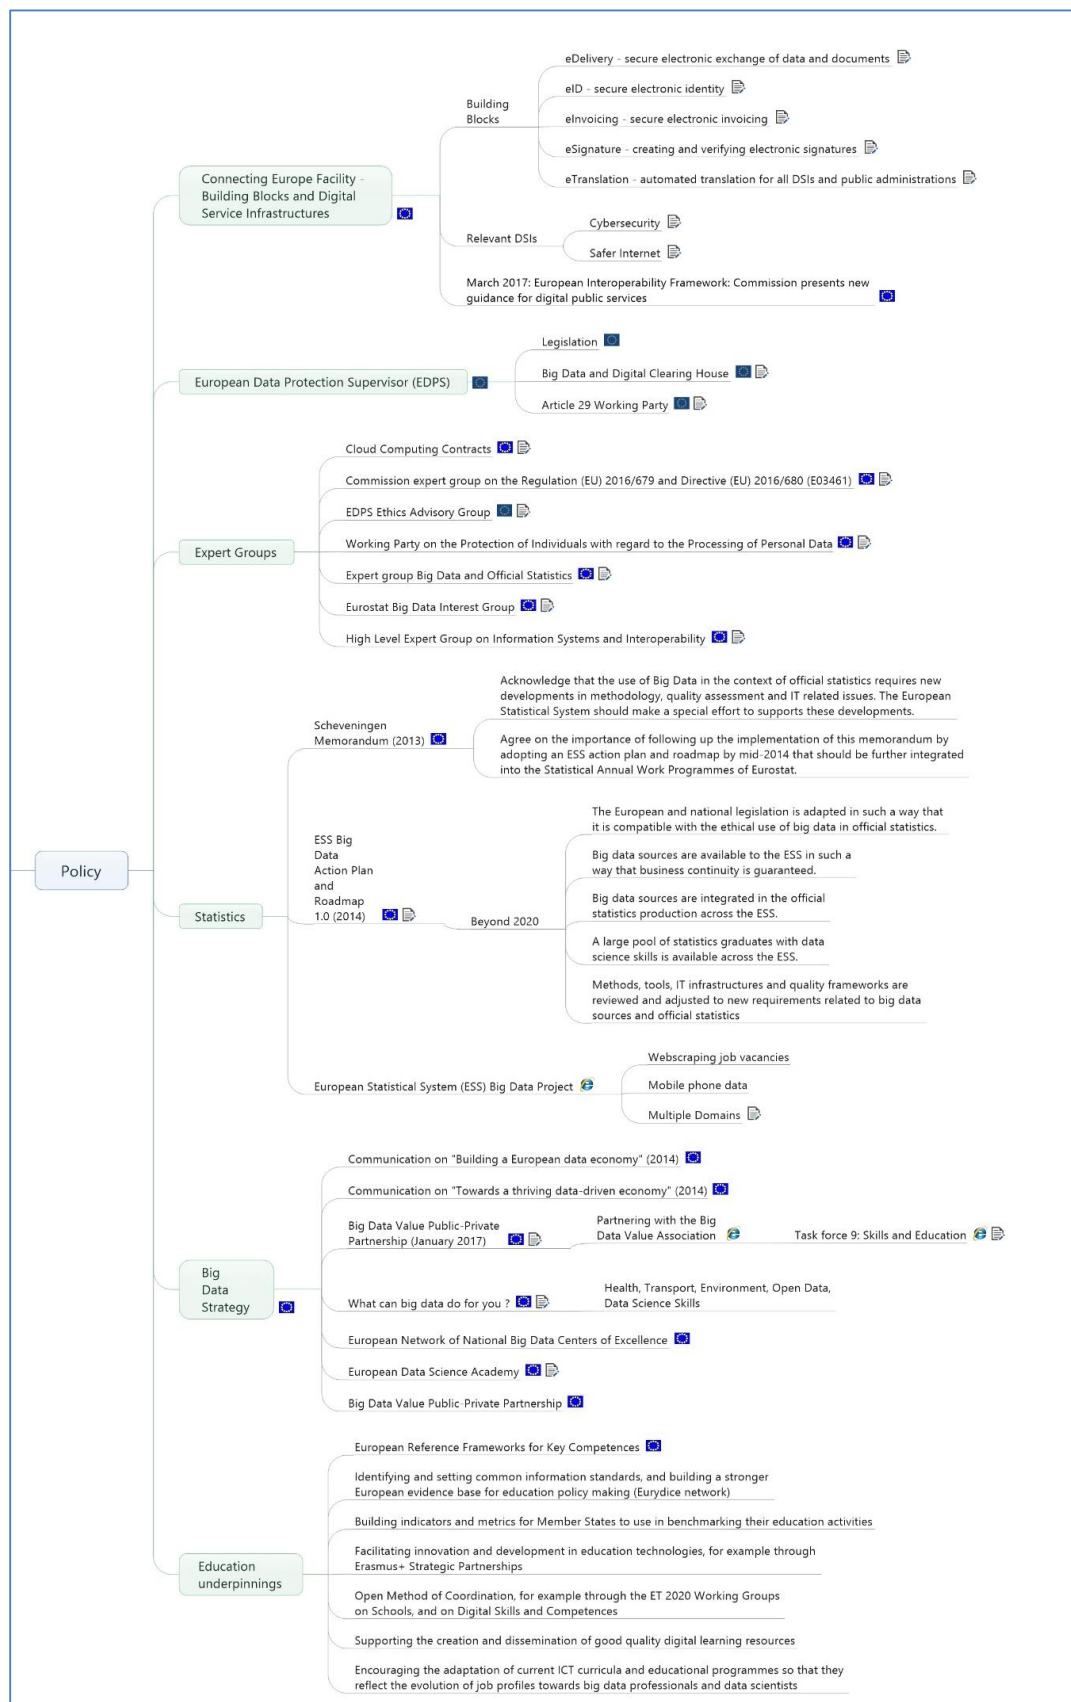 eDelivery - secure electronic exchange of data and documents
Building
Blocks
eID - secure electronic identity
eInvoicing - secure electronic invoicing
eSignature - creating and verifying electronic signatures
eTranslation - automated translation for all DSIs and public administrations
Connecting Europe Facility -
Building Blocks and Digital
Service Infrastructures
Relevant DSIs
Cybersecurity
Safer Internet
March 2017: European Interoperability Framework: Commission presents new
guidance for digital public services
European Data Protection Supervisor (EDPS)
Legislation
Big Data and Digital Clearing House
Article 29 Working Party
Expert Groups
Cloud Computing Contracts
Commission expert group on the Regulation (EU) 2016/679 and Directive (EU) 2016/680 (E03461)
EDPS Ethics Advisory Group
Working Party on the Protection of Individuals with regard to the Processing of Personal Data
Expert group Big Data and Official Statistics
Eurostat Big Data Interest Group
High Level Expert Group on Information Systems and Interoperability
Policy
Statistics
Scheveningen
Memorandum (2013)
Acknowledge that the use of Big Data in the context of official statistics requires new
developments in methodology, quality assessment and IT related issues. The European
Statistical System should make a special effort to supports these developments.
Agree on the importance of following up the implementation of this memorandum by
adopting an ESS action plan and roadmap by mid-2014 that should be further integrated
into the Statistical Annual Work Programmes of Eurostat.
ESS Big
Data
Action Plan
and
Roadmap
1.0 (2014)
Beyond 2020
The European and national legislation is adapted in such a way that
it is compatible with the ethical use of big data in official statistics.
Big data sources are available to the ESS in such a
way that business continuity is guaranteed.
Big data sources are integrated in the official
statistics production across the ESS.
A large pool of statistics graduates with data
science skills is available across the ESS.
Methods, tools, IT infrastructures and quality frameworks are
reviewed and adjusted to new requirements related to big data
sources and official statistics
European Statistical System (ESS) Big Data Project
Webscraping job vacancies
Mobile phone data
Multiple Domains
Big
Data
Strategy
Communication on "Building a European data economy" (2014)
Communication on "Towards a thriving data-driven economy" (2014)
Big Data Value Public-Private
Partnership (January 2017)
Partnering with the Big
Data Value Association
Task force 9: Skills and Education
What can big data do for you ?
Health, Transport, Environment, Open Data,
Data Science Skills
European Network of National Big Data Centers of Excellence
European Data Science Academy
Big Data Value Public-Private Partnership
Education
underpinnings
European Reference Frameworks for Key Competences
Identifying and setting common information standards, and building a stronger
European evidence base for education policy making (Eurydice network)
Building indicators and metrics for Member States to use in benchmarking their education activities
Facilitating innovation and development in education technologies, for example through
Erasmus+ Strategic Partnerships
Open Method of Coordination, for example through the ET 2020 Working Groups
on Schools, and on Digital Skills and Competences
Supporting the creation and dissemination of good quality digital learning resources
Encouraging the adaptation of current ICT curricula and educational programmes so that they
reflect the evolution of job profiles towards big data professionals and data scientists